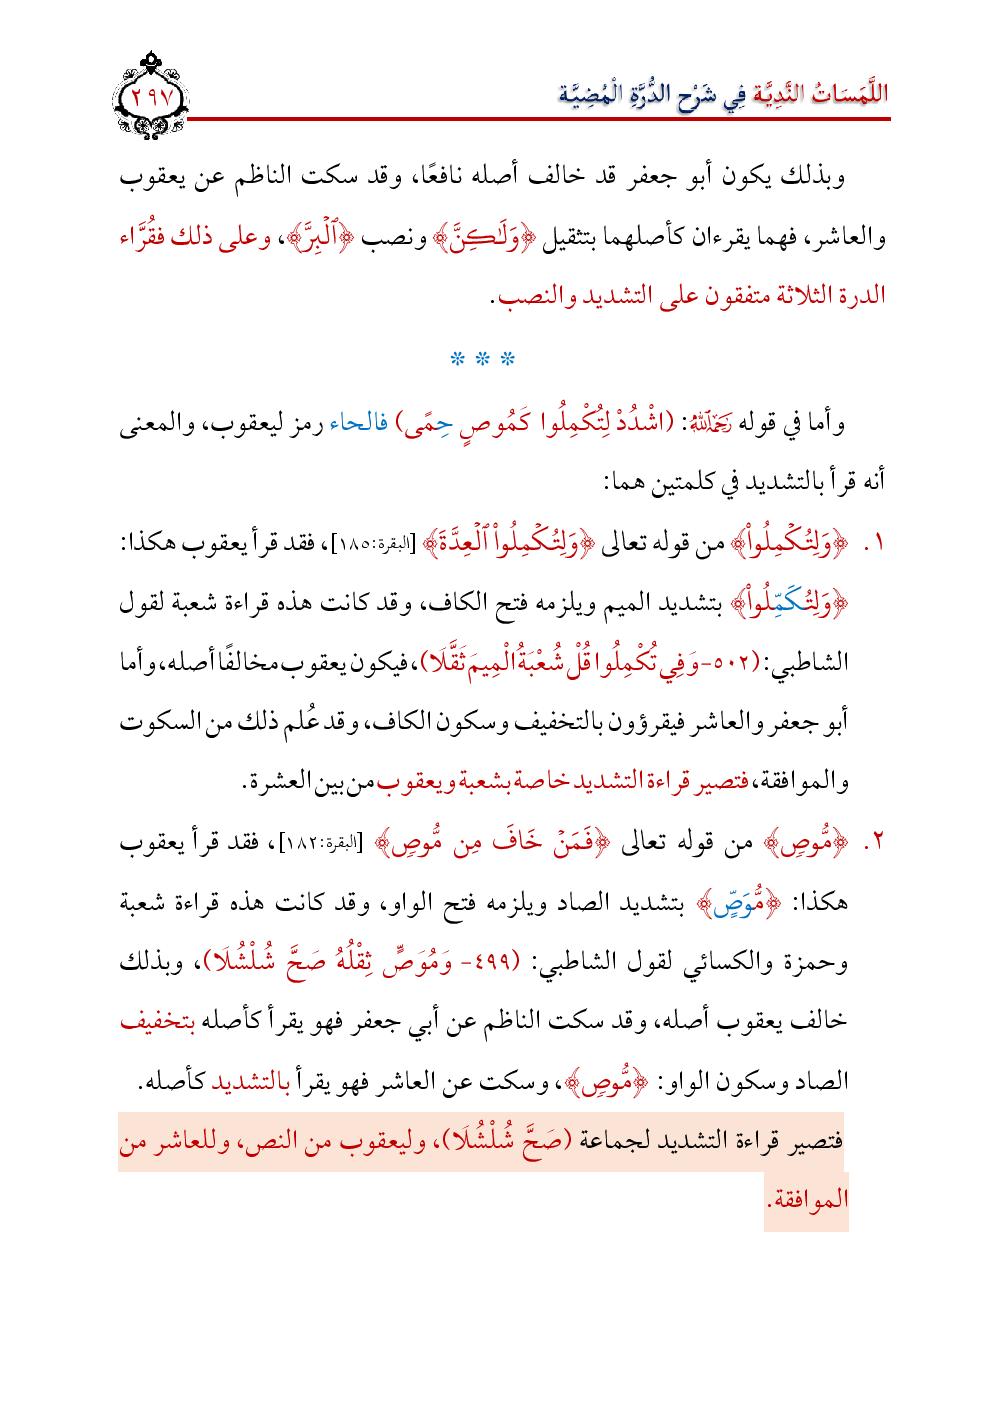 اللَّمَسَاتُ النَّدِيَّة فِي شَرْح الدُّرَّةِ الْمُضِيَّة
٢٩٧
وبذلك يكون أبو جعفر قد خالف أصله نافعًا، وقد سكت الناظم عن يعقوب
والعاشر، فهما يقرءان كأصلهما بتثقيل ﴿وَلَٰكِنَّ﴾ ونصب ﴿ٱلْبِرَّ﴾، وعلى ذلك فقُرَّاء
الدرة الثلاثة متفقون على التشديد والنصب.
* * *
وأما في قوله رَحِمَهُ ٱللَّهُ: (اشْدُدْ لِتُكْمِلُوا كَمُوصٍ حِمًى) فالحاء رمز ليعقوب، والمعنى
أنه قرأ بالتشديد في كلمتين هما:
١. ﴿وَلِتُكْمِلُواْ﴾ من قوله تعالى ﴿وَلِتُكْمِلُواْ ٱلْعِدَّةَ﴾ [البقرة:١٨٥]، فقد قرأ يعقوب هكذا:
﴿وَلِتُكَمِّلُواْ﴾ بتشديد الميم ويلزمه فتح الكاف، وقد كانت هذه قراءة شعبة لقول
الشاطبي: (٥٠٢- وَفِي تُكْمِلُوا قُلْ شُعْبَةُ الْمِيمَ ثَقَّلَا)، فيكون يعقوب مخالفًا أصله، وأما
أبو جعفر والعاشر فيقرؤون بالتخفيف وسكون الكاف، وقد عُلم ذلك من السكوت
والموافقة، فتصير قراءة التشديد خاصة بشعبة ويعقوب من بين العشرة.
٢. ﴿مُّوصٖ﴾ من قوله تعالى ﴿فَمَنْ خَافَ مِن مُّوصٖ﴾ [البقرة:١٨٢]، فقد قرأ يعقوب
هكذا: ﴿مُّوَصّٖ﴾ بتشديد الصاد ويلزمه فتح الواو، وقد كانت هذه قراءة شعبة
وحمزة والكسائي لقول الشاطبي: (٤٩٩- وَمُوَصٍّ ثِقْلُهُ صَحَّ شُلْشُلَا)، وبذلك
خالف يعقوب أصله، وقد سكت الناظم عن أبي جعفر فهو يقرأ كأصله بتخفيف
الصاد وسكون الواو: ﴿مُّوصٖ﴾، وسكت عن العاشر فهو يقرأ بالتشديد كأصله.
فتصير قراءة التشديد لجماعة (صَحَّ شُلْشُلَا)، وليعقوب من النص، وللعاشر من
الموافقة.